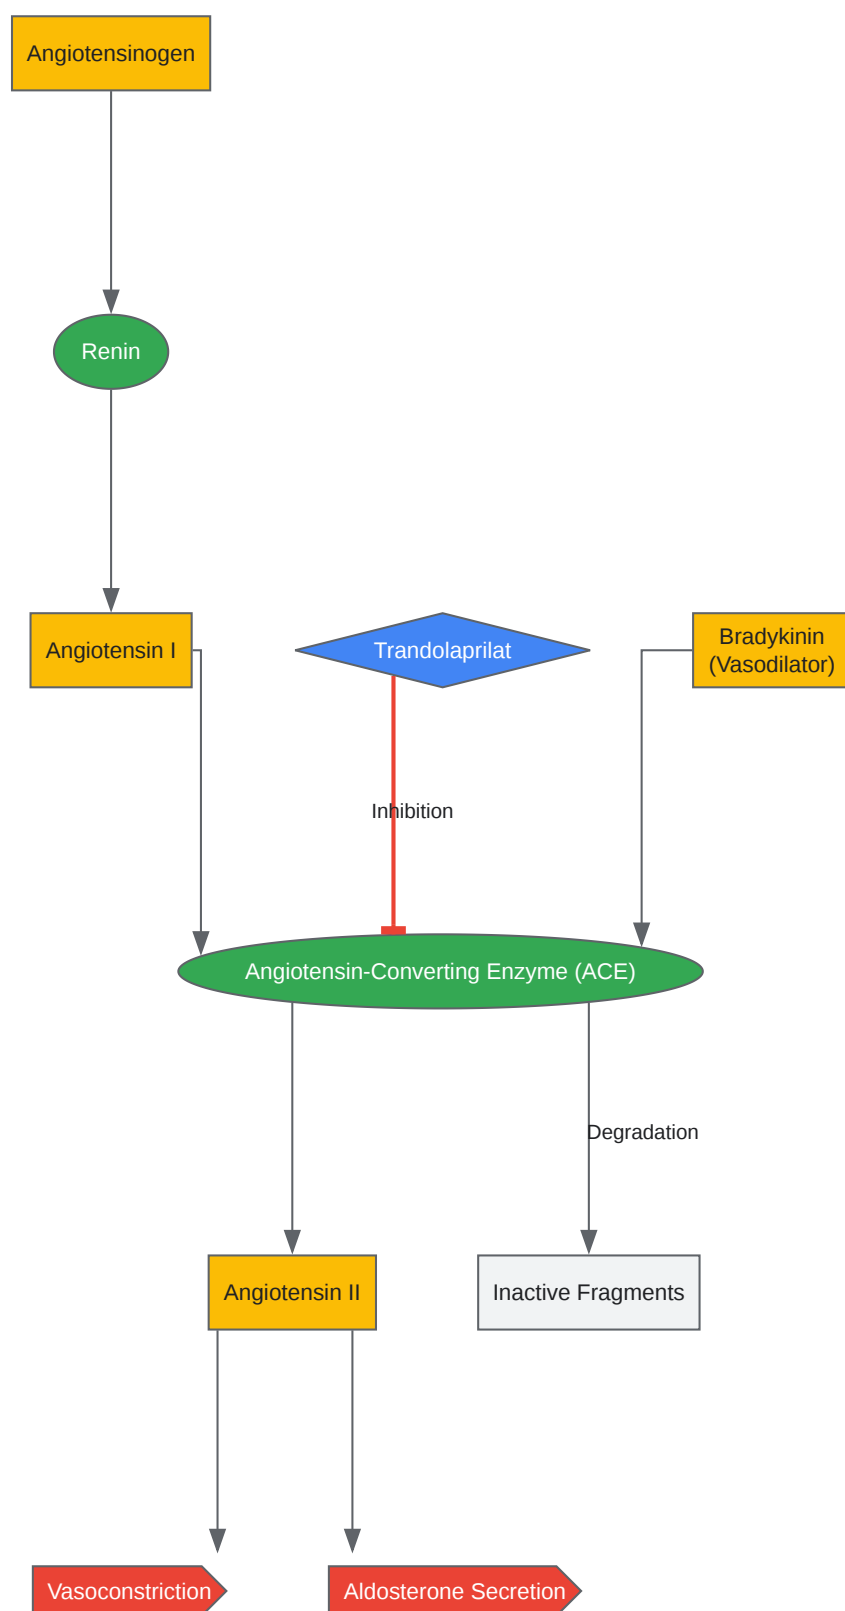 Angiotensinogen
Renin
Angiotensin I
Trandolaprilat
Bradykinin
(Vasodilator)
Inhibition
Angiotensin-Converting Enzyme (ACE)
Degradation
Angiotensin II
Inactive Fragments
Vasoconstriction
Aldosterone Secretion